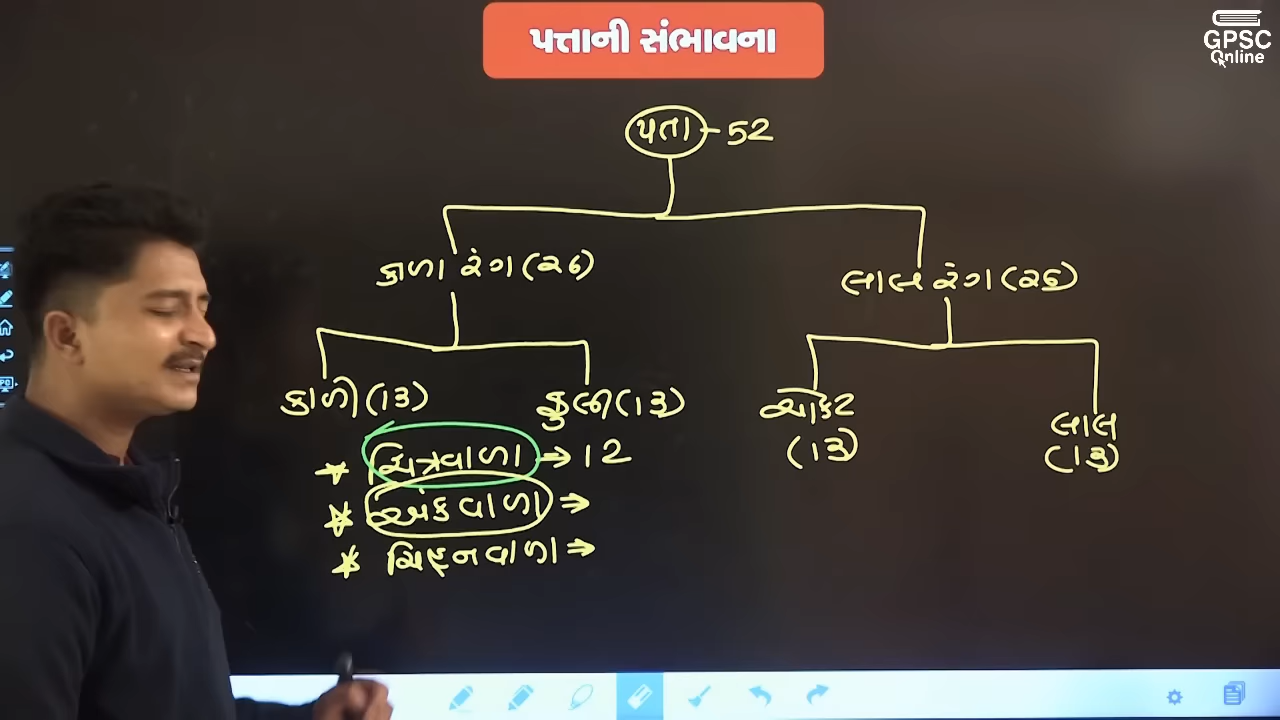 પત્તાની સંભાવના
GPSC
Online
પતા - 52
કાળા રંગ (26)
લાલ રંગ (26)
કાળી (13)
ફુલ્લી (13)
ચોકટ
(13)
લાલ
(13)
* ચિત્રવાળા → 12
* અંકવાળા ⇒
* ચિહ્નવાળા ⇒